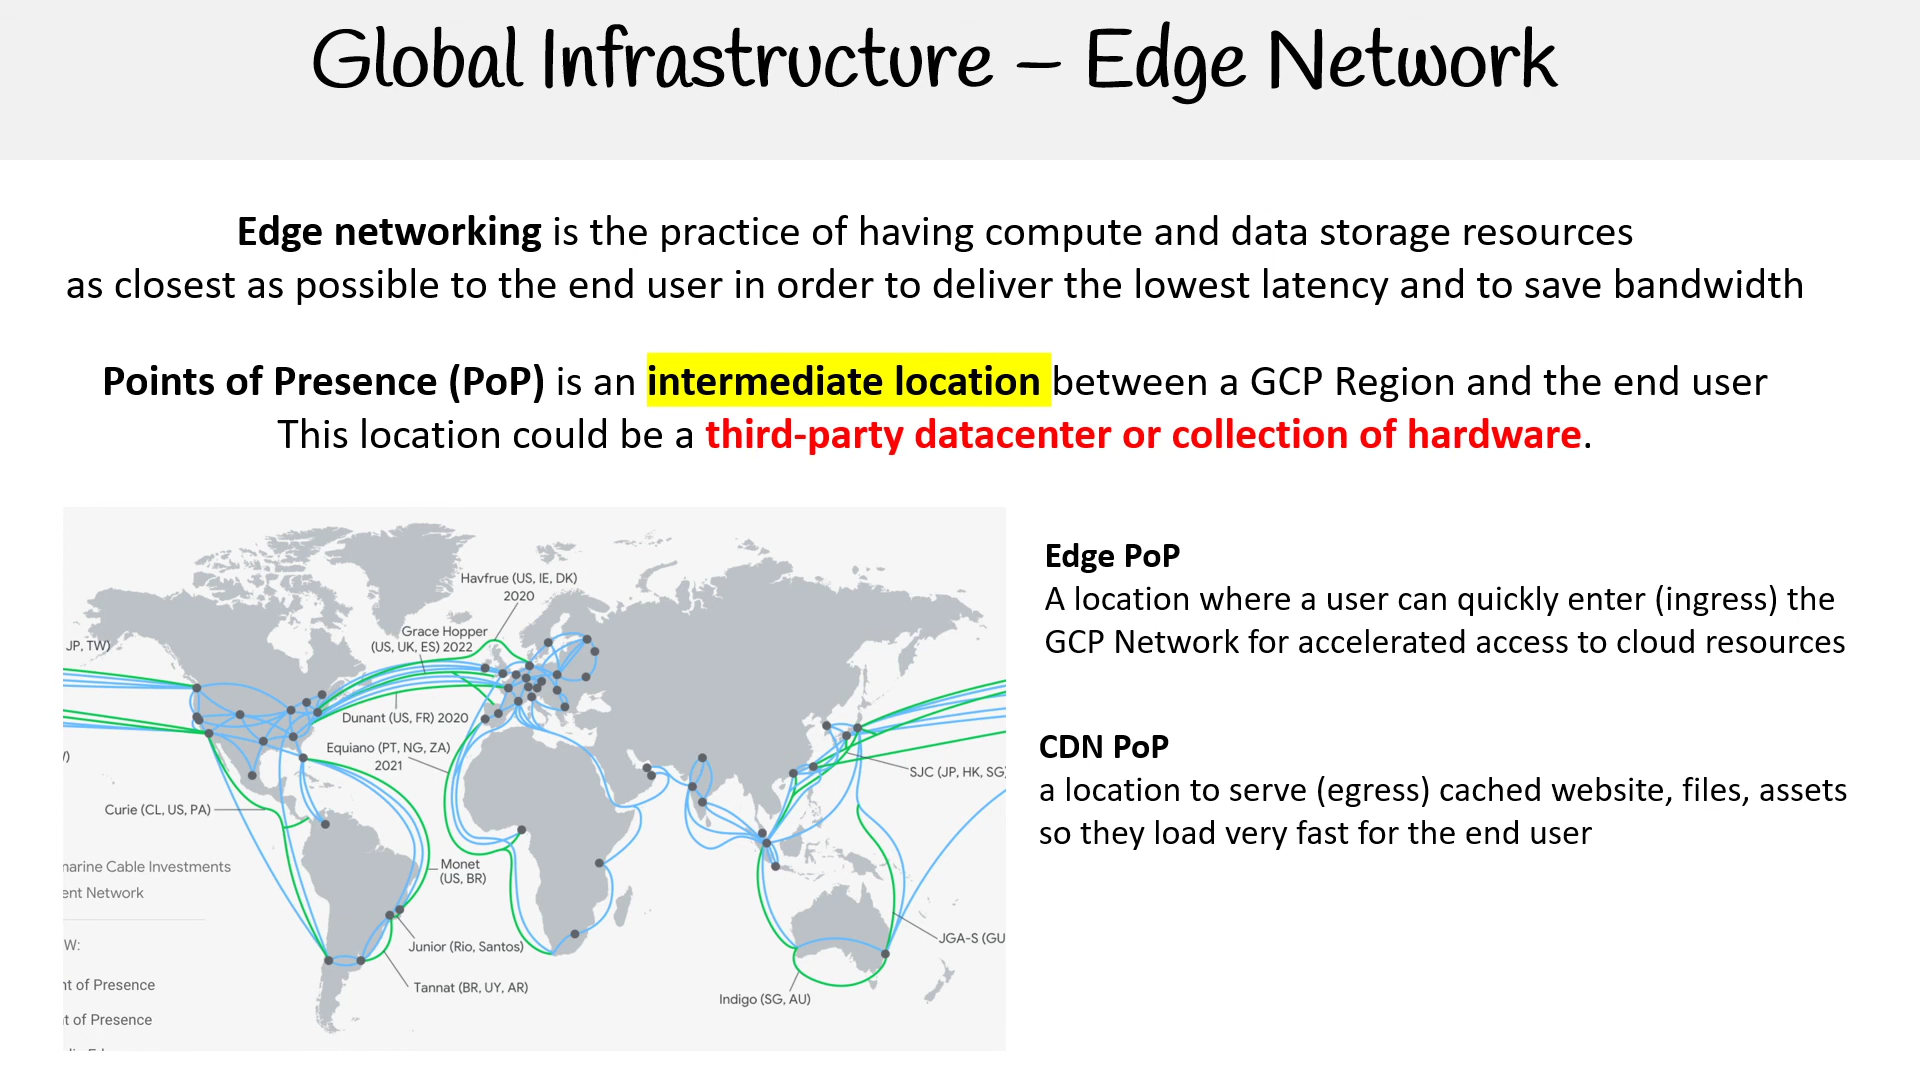 Global Infrastructure – Edge Network
Edge networking is the practice of having compute and data storage resources
as closest as possible to the end user in order to deliver the lowest latency and to save bandwidth
Points of Presence (PoP) is an intermediate location between a GCP Region and the end user
This location could be a third-party datacenter or collection of hardware.
Havfrue (US, IE, DK)
2020
Grace Hopper
(US, UK, ES) 2022
JP, TW)
Dunant (US, FR) 2020
Equiano (PT, NG, ZA)
2021
SJC (JP, HK, SG)
Curie (CL, US, PA)
Monet
(US, BR)
marine Cable Investments
ent Network
W:
Junior (Rio, Santos)
JGA-S (GU
nt of Presence
Tannat (BR, UY, AR)
Indigo (SG, AU)
t of Presence
Edge PoP
A location where a user can quickly enter (ingress) the
GCP Network for accelerated access to cloud resources
CDN PoP
a location to serve (egress) cached website, files, assets
so they load very fast for the end user